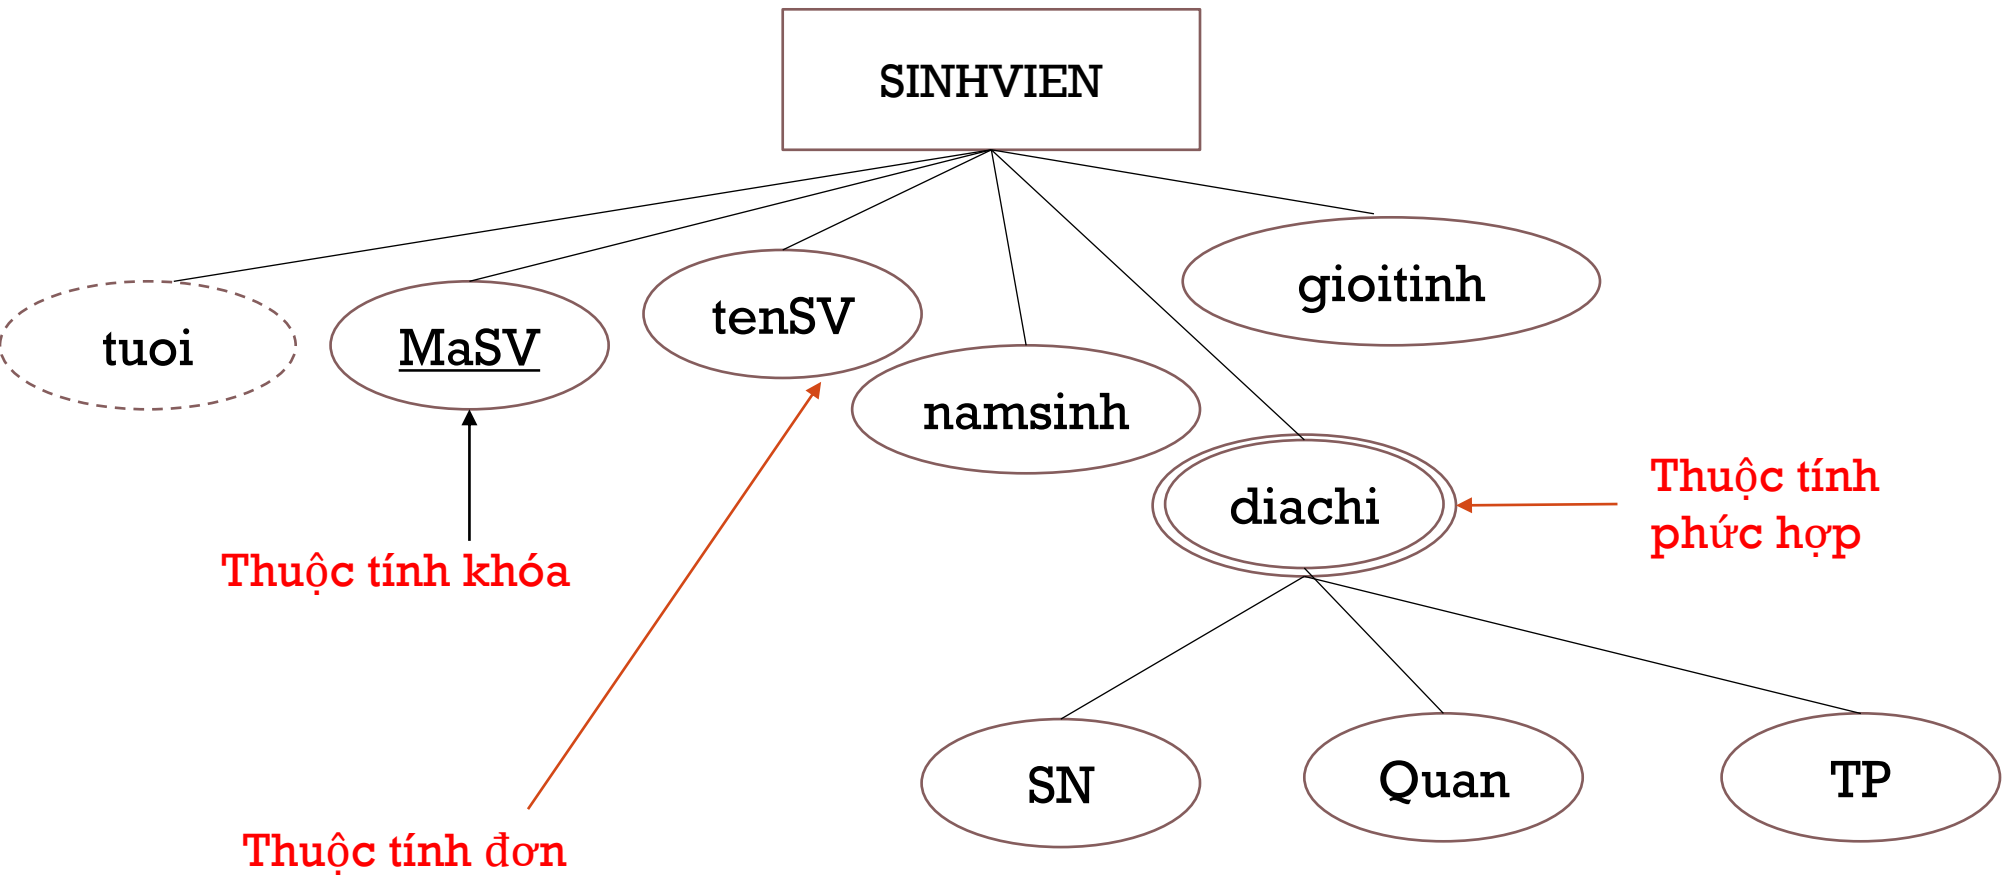 SINHVIEN
gioitinh
tenSV
tuoi
MaSV
namsinh
diachi
Thuộc tính
phức hợp
Thuộc tính khóa
SN
Quan
TP
Thuộc tính đơn